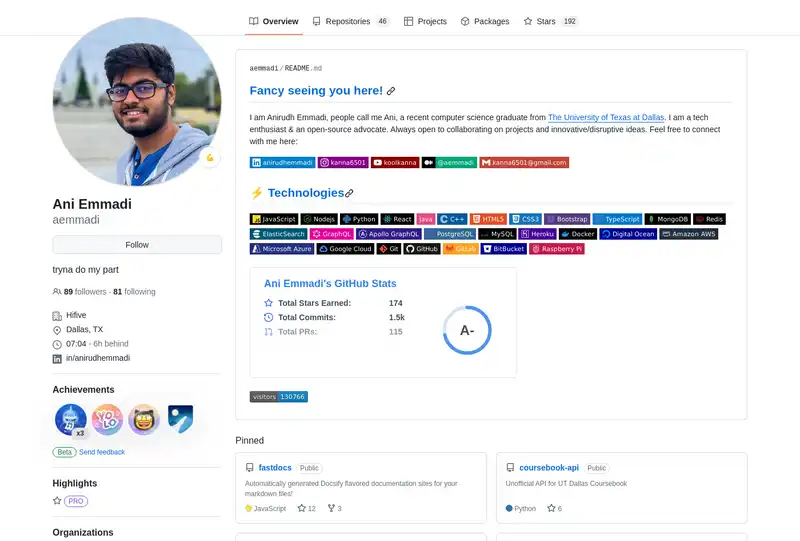 Overview
Repositories 46
Projects
Packages
Stars 192
Ani Emmadi
aemmadi
Follow
tryna do my part
89 followers · 81 following
Hifive
Dallas, TX
07:04 - 6h behind
in/anirudhemmadi
Achievements
YOLO
x3
Beta Send feedback
Highlights
PRO
Organizations
aemmadi / README.md
Fancy seeing you here!
I am Anirudh Emmadi, people call me Ani, a recent computer science graduate from The University of Texas at Dallas. I am a tech
enthusiast & an open-source advocate. Always open to collaborating on projects and innovative/disruptive ideas. Feel free to connect
with me here:
anirudhemmadi kanna6501 koolkanna @aemmadi kanna6501@gmail.com
⚡ Technologies
JavaScript Nodejs Python React Java C++ HTML5 CSS3 Bootstrap TypeScript MongoDB Redis
ElasticSearch GraphQL Apollo GraphQL PostgreSQL MySQL Heroku Docker Digital Ocean Amazon AWS
Microsoft Azure Google Cloud Git GitHub GitLab BitBucket Raspberry Pi
Ani Emmadi's GitHub Stats
Total Stars Earned: 174
Total Commits: 1.5k
Total PRs: 115
A-
visitors 130766
Pinned
fastdocs Public
Automatically generated Docsify flavored documentation sites for your
markdown files!
JavaScript 12 3
coursebook-api Public
Unofficial API for UT Dallas Coursebook
Python 6